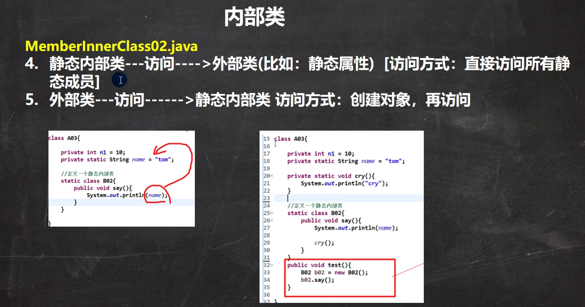 内部类
MemberInnerClass02.java
4. 静态内部类---访问---->外部类(比如：静态属性) [访问方式：直接访问所有静
态成员]
5. 外部类---访问------>静态内部类 访问方式：创建对象，再访问
class A03{
private int n1 = 10;
private static String name = "tom";
//定义一个静态内部类
static class B02{
public void say(){
System.out.println(name);
}
}
}
15 class A03{
16
17 private int n1 = 10;
18 private static String name = "tom";
19
20 private static void cry(){
21 System.out.println("cry");
22 }
23
24 //定义一个静态内部类
25 static class B02{
26 public void say(){
27 System.out.println(name);
28
29 cry();
30 }
31 }
32 public void test(){
33 B02 b02 = new B02();
34 b02.say();
35 }
36
37 }